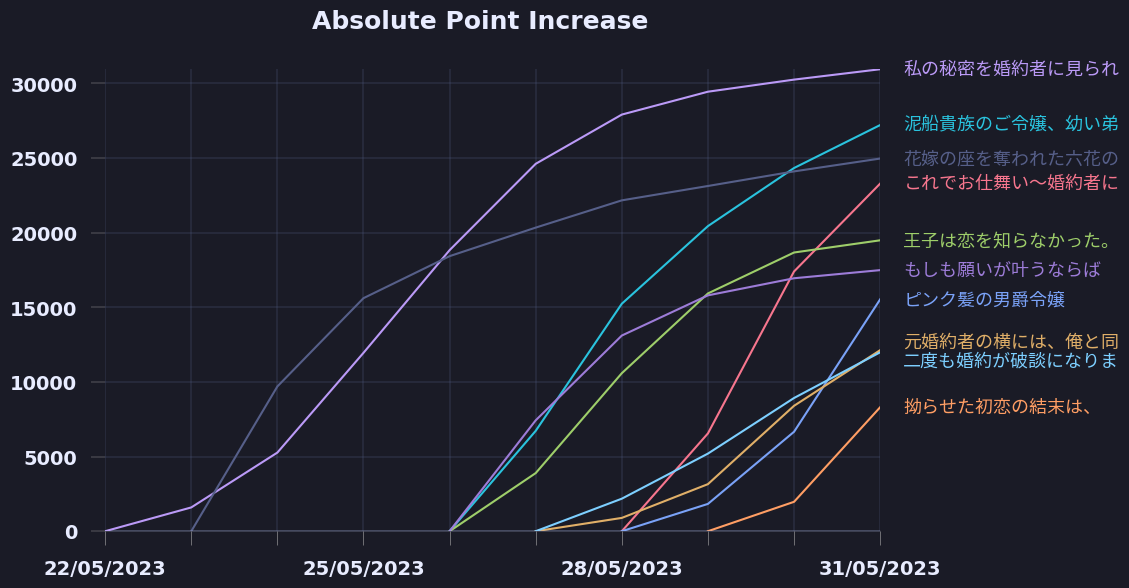 Absolute Point Increase
30000
25000
20000
15000
10000
5000
0
22/05/2023
25/05/2023
28/05/2023
31/05/2023
私の秘密を婚約者に見られ
泥船貴族のご令嬢、幼い弟
花嫁の座を奪われた六花の
これでお仕舞い～婚約者に
王子は恋を知らなかった。
もしも願いが叶うならば
ピンク髪の男爵令嬢
元婚約者の横には、俺と同
二度も婚約が破談になりま
拗らせた初恋の結末は、